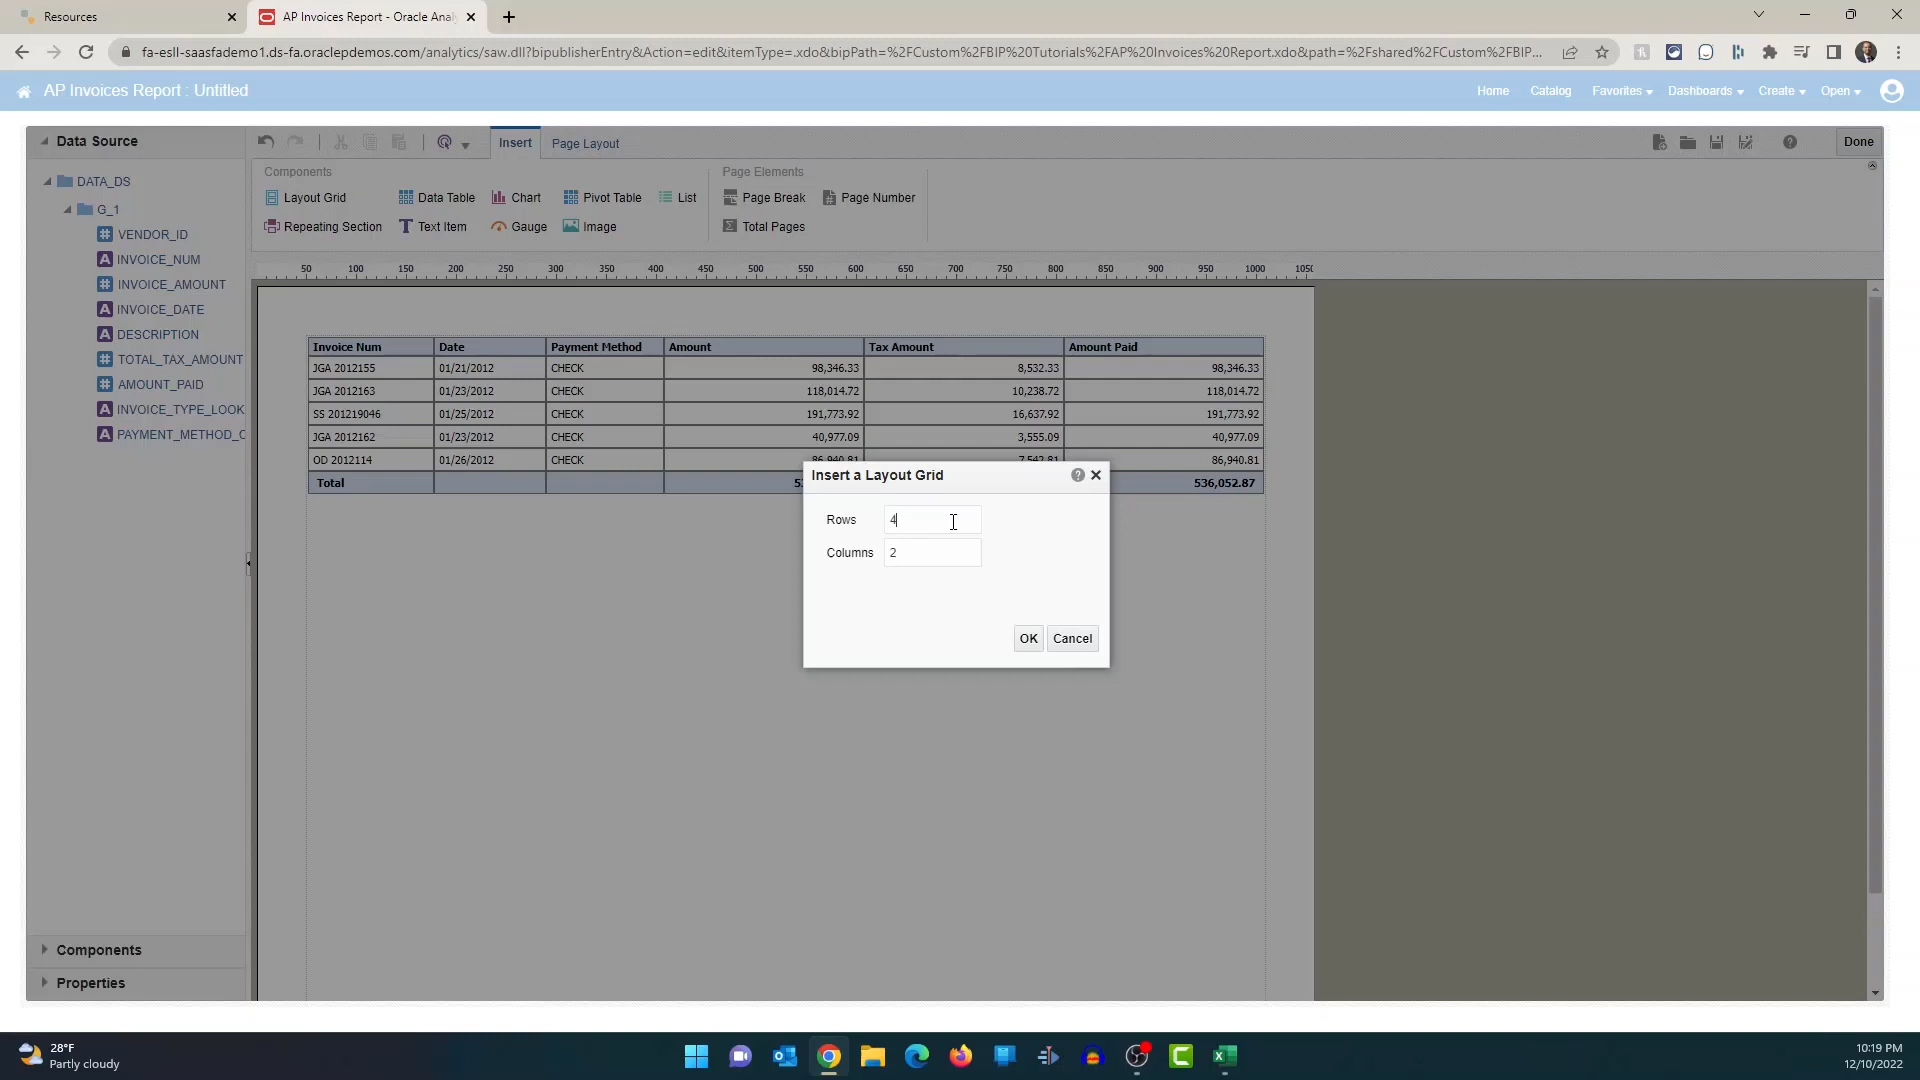 Resources
AP Invoices Report - Oracle Anal
fa-esll-saasfademo1.ds-fa.oraclepdemos.com/analytics/saw.dll?bipublisherEntry&Action=edit&itemType=.xdo&bipPath=%2FCustom%2FBIP%20Tutorials%2FAP%20Invoices%20Report.xdo&path=%2Fshared%2FCustom%2FBIP...
AP Invoices Report : Untitled
Home Catalog Favorites Dashboards Create Open
Data Source
Insert Page Layout
Done
DATA_DS
G_1
VENDOR_ID
INVOICE_NUM
INVOICE_AMOUNT
INVOICE_DATE
DESCRIPTION
TOTAL_TAX_AMOUNT
AMOUNT_PAID
INVOICE_TYPE_LOOK
PAYMENT_METHOD_C
Components
Properties
Components Page Elements
Layout Grid Data Table Chart Pivot Table List Page Break Page Number
Repeating Section Text Item Gauge Image Total Pages
50 100 150 200 250 300 350 400 450 500 550 600 650 700 750 800 850 900 950 1000 105
Invoice Num Date Payment Method Amount Tax Amount Amount Paid
JGA 2012155 01/21/2012 CHECK 98,346.33 8,532.33 98,346.33
JGA 2012163 01/23/2012 CHECK 118,014.72 10,238.72 118,014.72
SS 201219046 01/25/2012 CHECK 191,773.92 16,637.92 191,773.92
JGA 2012162 01/23/2012 CHECK 40,977.09 3,555.09 40,977.09
OD 2012114 01/26/2012 CHECK 86,940.81 7,542.81 86,940.81
Total 53 536,052.87
Insert a Layout Grid
Rows 4
Columns 2
OK Cancel
28°F
Partly cloudy
10:19 PM
12/10/2022